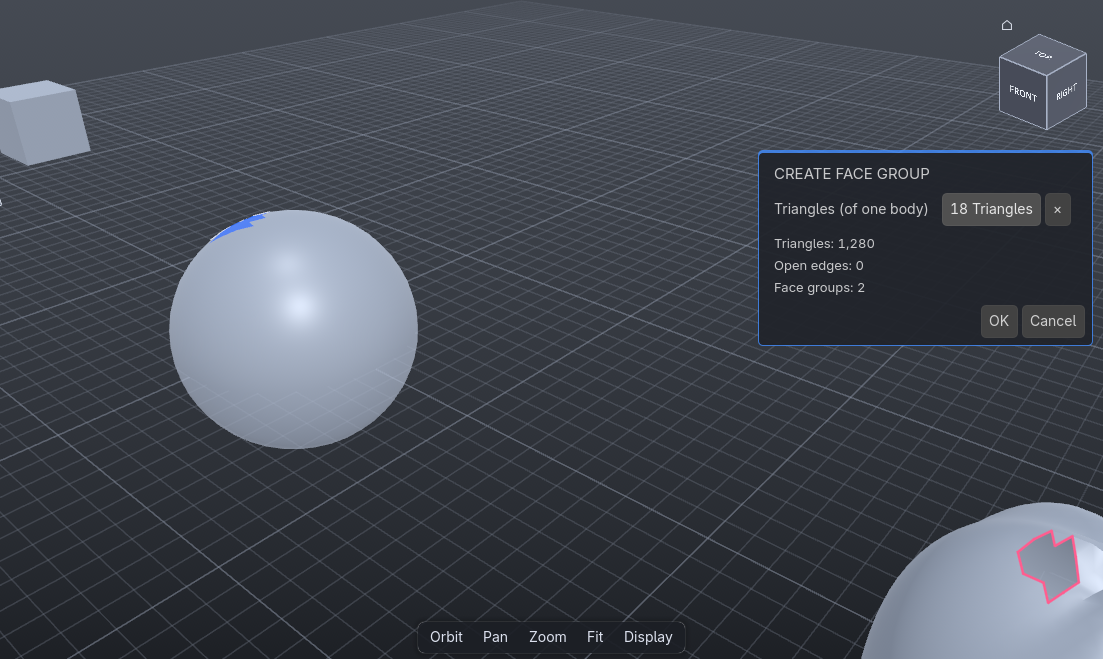 TOP
FRONT
RIGHT
CREATE FACE GROUP
Triangles (of one body) 18 Triangles ×
Triangles: 1,280
Open edges: 0
Face groups: 2
OK Cancel
Orbit Pan Zoom Fit Display